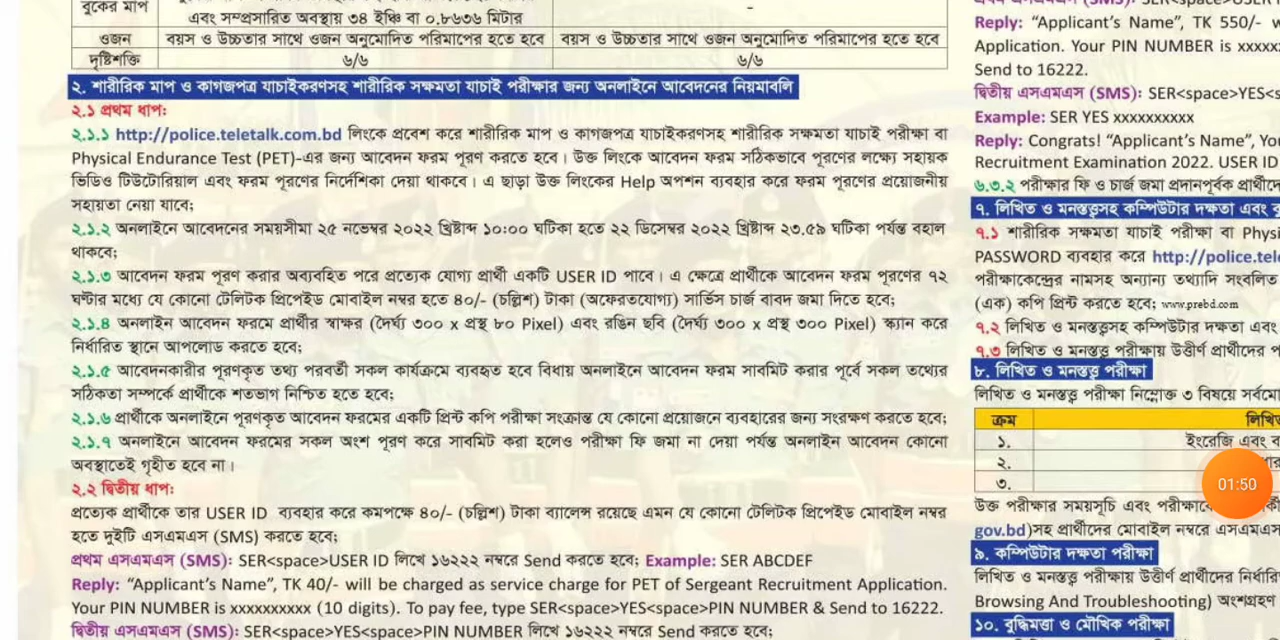 বুকের মাপ
এবং সম্প্রসারিত অবস্থায় ৩৪ ইঞ্চি বা ০.৮৬৩৬ মিটার
-
ওজন বয়স ও উচ্চতার সাথে ওজন অনুমোদিত পরিমাপের হতে হবে বয়স ও উচ্চতার সাথে ওজন অনুমোদিত পরিমাপের হতে হবে
দৃষ্টিশক্তি ৬/৬ ৬/৬
২. শারীরিক মাপ ও কাগজপত্র যাচাইকরণসহ শারীরিক সক্ষমতা যাচাই পরীক্ষার জন্য অনলাইনে আবেদনের নিয়মাবলি
২.১ প্রথম ধাপ:
২.১.১ http://police.teletalk.com.bd লিংকে প্রবেশ করে শারীরিক মাপ ও কাগজপত্র যাচাইকরণসহ শারীরিক সক্ষমতা যাচাই পরীক্ষা বা
Physical Endurance Test (PET)-এর জন্য আবেদন ফরম পূরণ করতে হবে। উক্ত লিংকে আবেদন ফরম সঠিকভাবে পূরণের লক্ষ্যে সহায়ক
ভিডিও টিউটোরিয়াল এবং ফরম পূরণের নির্দেশিকা দেয়া থাকবে। এ ছাড়া উক্ত লিংকের Help অপশন ব্যবহার করে ফরম পূরণের প্রয়োজনীয়
সহায়তা নেয়া যাবে;
২.১.২ অনলাইনে আবেদনের সময়সীমা ২৫ নভেম্বর ২০২২ খ্রিষ্টাব্দ ১০:০০ ঘটিকা হতে ২২ ডিসেম্বর ২০২২ খ্রিষ্টাব্দ ২৩.৫৯ ঘটিকা পর্যন্ত বহাল
থাকবে;
২.১.৩ আবেদন ফরম পূরণ করার অব্যবহিত পরে প্রত্যেক যোগ্য প্রার্থী একটি USER ID পাবে। এ ক্ষেত্রে প্রার্থীকে আবেদন ফরম পূরণের ৭২
ঘণ্টার মধ্যে যে কোনো টেলিটক প্রিপেইড মোবাইল নম্বর হতে ৪০/- (চল্লিশ) টাকা (অফেরতযোগ্য) সার্ভিস চার্জ বাবদ জমা দিতে হবে;
২.১.৪ অনলাইন আবেদন ফরমে প্রার্থীর স্বাক্ষর (দৈর্ঘ্য ৩০০ x প্রস্থ ৮০ Pixel) এবং রঙিন ছবি (দৈর্ঘ্য ৩০০ x প্রস্থ ৩০০ Pixel) স্ক্যান করে
নির্ধারিত স্থানে আপলোড করতে হবে;
২.১.৫ আবেদনকারীর পূরণকৃত তথ্য পরবর্তী সকল কার্যক্রমে ব্যবহৃত হবে বিধায় অনলাইনে আবেদন ফরম সাবমিট করার পূর্বে সকল তথ্যের
সঠিকতা সম্পর্কে প্রার্থীকে শতভাগ নিশ্চিত হতে হবে;
২.১.৬ প্রার্থীকে অনলাইনে পূরণকৃত আবেদন ফরমের একটি প্রিন্ট কপি পরীক্ষা সংক্রান্ত যে কোনো প্রয়োজনে ব্যবহারের জন্য সংরক্ষণ করতে হবে;
২.১.৭ অনলাইনে আবেদন ফরমের সকল অংশ পূরণ করে সাবমিট করা হলেও পরীক্ষা ফি জমা না দেয়া পর্যন্ত অনলাইন আবেদন কোনো
অবস্থাতেই গৃহীত হবে না।
২.২ দ্বিতীয় ধাপ:
প্রত্যেক প্রার্থীকে তার USER ID ব্যবহার করে কমপক্ষে ৪০/- (চল্লিশ) টাকা ব্যালেন্স রয়েছে এমন যে কোনো টেলিটক প্রিপেইড মোবাইল নম্বর
হতে দুইটি এসএমএস (SMS) করতে হবে;
প্রথম এসএমএস (SMS): SER<space>USER ID লিখে ১৬২২২ নম্বরে Send করতে হবে; Example: SER ABCDEF
Reply: “Applicant’s Name”, TK 40/- will be charged as service charge for PET of Sergeant Recruitment Application.
Your PIN NUMBER is xxxxxxxxxx (10 digits). To pay fee, type SER<space>YES<space>PIN NUMBER & Send to 16222.
দ্বিতীয় এসএমএস (SMS): SER<space>YES<space>PIN NUMBER লিখে ১৬২২২ নম্বরে Send করতে হবে;
Reply: “Applicant’s Name”, TK 550/-
Application. Your PIN NUMBER is xxxxx
Send to 16222.
দ্বিতীয় এসএমএস (SMS): SER<space>YES<s
Example: SER YES xxxxxxxxxx
Reply: Congrats! “Applicant’s Name”, You
Recruitment Examination 2022. USER ID
৬.৩.২ পরীক্ষার ফি ও চার্জ জমা প্রদানপূর্বক প্রার্থীদে
৭. লিখিত ও মনস্তত্ত্বসহ কম্পিউটার দক্ষতা এবং
৭.১ শারীরিক সক্ষমতা যাচাই পরীক্ষা বা Physi
PASSWORD ব্যবহার করে http://police.tele
পরীক্ষাকেন্দ্রের নামসহ অন্যান্য তথ্যাদি সংবলিত
(এক) কপি প্রিন্ট করতে হবে; www.prebd.com
৭.২ লিখিত ও মনস্তত্ত্বসহ কম্পিউটার দক্ষতা এবং
৭.৩ লিখিত ও মনস্তত্ত্ব পরীক্ষায় উত্তীর্ণ প্রার্থীদের প
৮. লিখিত ও মনস্তত্ত্ব পরীক্ষা
লিখিত ও মনস্তত্ত্ব পরীক্ষা নিম্নোক্ত ৩ বিষয়ে সর্বমো
ক্রম লিখি
১. ইংরেজি এবং ব
২.
৩.
01:50
উক্ত পরীক্ষার সময়সূচি এবং
gov.bd)সহ প্রার্থীদের মোবাইল নম্বরে এসএমএস
৯. কম্পিউটার দক্ষতা পরীক্ষা
লিখিত ও মনস্তত্ত্ব পরীক্ষায় উত্তীর্ণ প্রার্থীদের নির্ধারি
Browsing And Troubleshooting) অংশগ্রহণ
১০. বুদ্ধিমত্তা ও মৌখিক পরীক্ষা